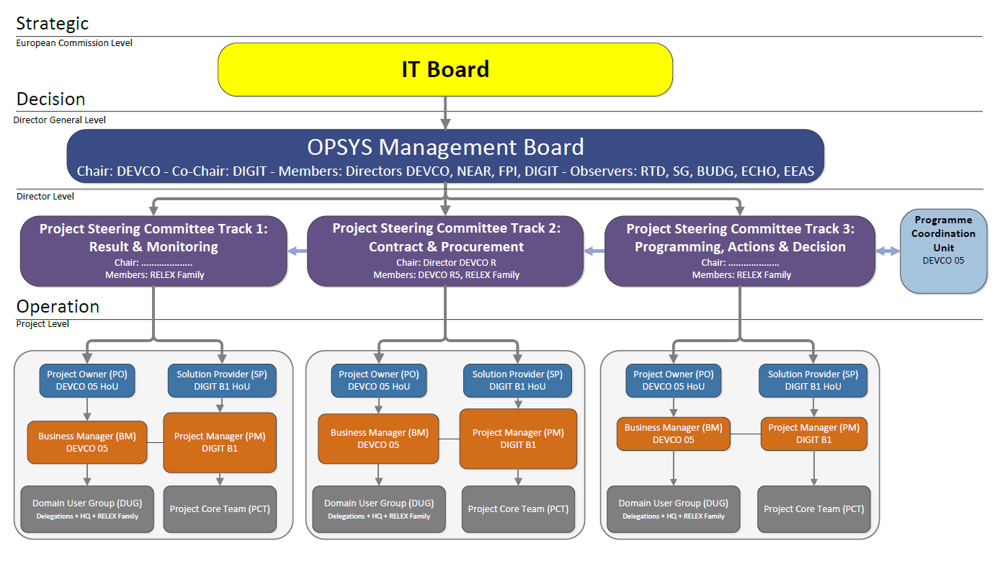 Strategic
European Commission Level
IT Board
Decision
Director General Level
OPSYS Management Board
Chair: DEVCO - Co-Chair: DIGIT - Members: Directors DEVCO, NEAR, FPI, DIGIT - Observers: RTD, SG, BUDG, ECHO, EEAS
Director Level
Project Steering Committee Track 1:
Result & Monitoring
Chair: ....................
Members: RELEX Family
Project Steering Committee Track 2:
Contract & Procurement
Chair: Director DEVCO R
Members: DEVCO R5, RELEX Family
Project Steering Committee Track 3:
Programming, Actions & Decision
Chair: ....................
Members: RELEX Family
Programme
Coordination
Unit
DEVCO 05
Operation
Project Level
Project Owner (PO)
DEVCO 05 HoU
Solution Provider (SP)
DIGIT B1 HoU
Business Manager (BM)
DEVCO 05
Project Manager (PM)
DIGIT B1
Domain User Group (DUG)
Delegations + HQ + RELEX Family
Project Core Team (PCT)
Project Owner (PO)
DEVCO 05 HoU
Solution Provider (SP)
DIGIT B1 HoU
Business Manager (BM)
DEVCO 05
Project Manager (PM)
DIGIT B1
Domain User Group (DUG)
Delegations + HQ + RELEX Family
Project Core Team (PCT)
Project Owner (PO)
DEVCO 05 HoU
Solution Provider (SP)
DIGIT B1 HoU
Business Manager (BM)
DEVCO 05
Project Manager (PM)
DIGIT B1
Domain User Group (DUG)
Delegations + HQ + RELEX Family
Project Core Team (PCT)